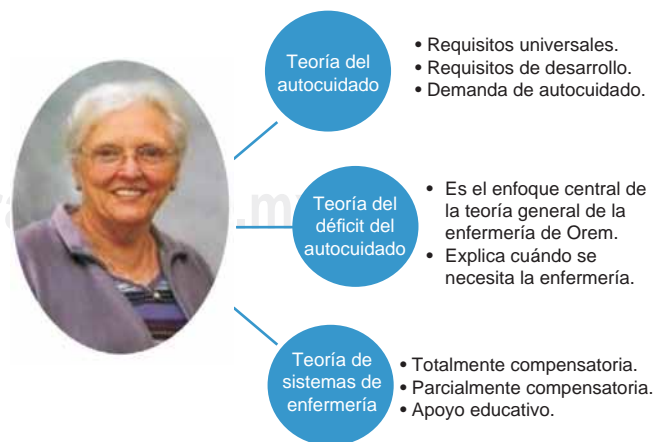 Teoría del
autocuidado
• Requisitos universales.
• Requisitos de desarrollo.
• Demanda de autocuidado.
Teoría del
déficit del
autocuidado
• Es el enfoque central de
la teoría general de la
enfermería de Orem.
• Explica cuándo se
necesita la enfermería.
Teoría de
sistemas de
enfermería
• Totalmente compensatoria.
• Parcialmente compensatoria.
• Apoyo educativo.